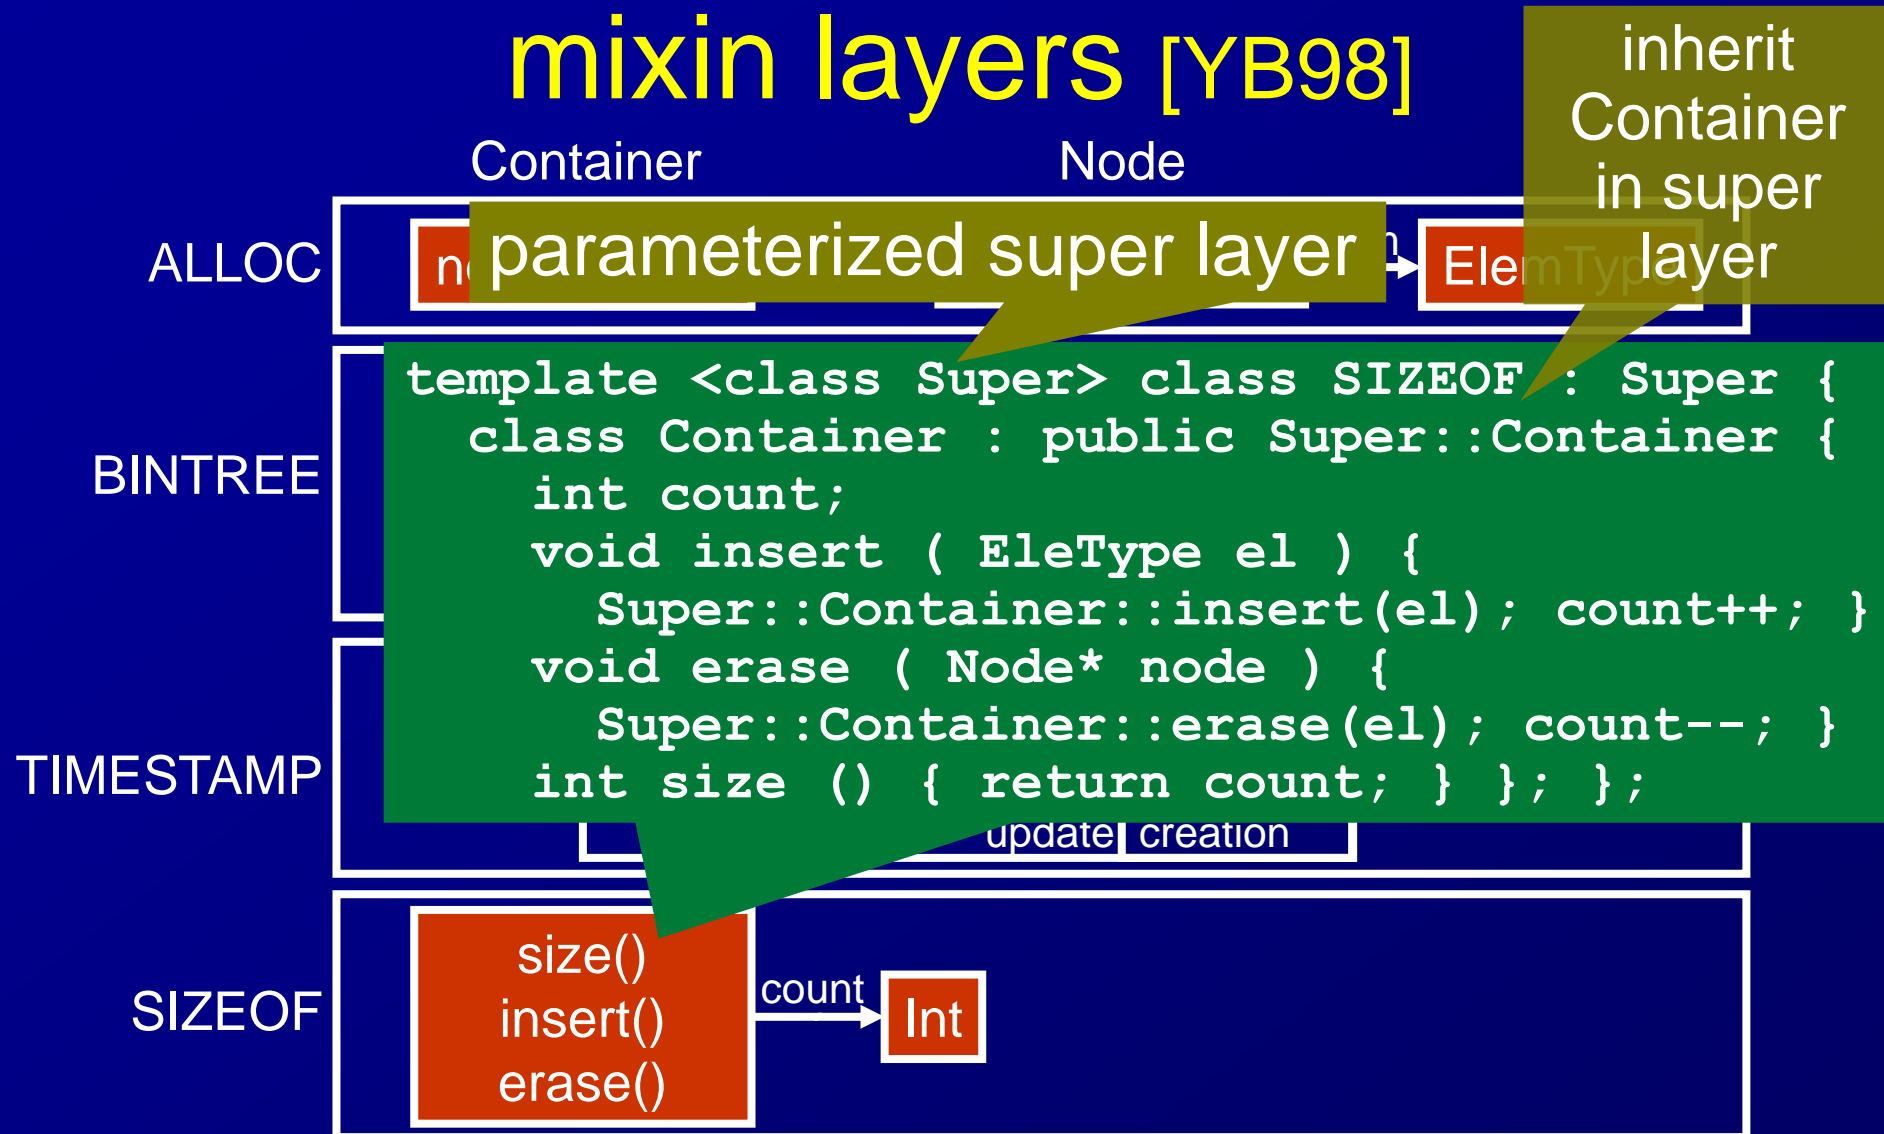 mixin layers [YB98]
inherit
Container
in super
layer
Container Node
parameterized super layer
ALLOC
ElemType
template <class Super> class SIZEOF : Super {
class Container : public Super::Container {
int count;
void insert ( EleType el ) {
Super::Container::insert(el); count++; }
void erase ( Node* node ) {
Super::Container::erase(el); count--; }
int size () { return count; } }; };
BINTREE
TIMESTAMP
update creation
SIZEOF
size()
insert()
erase()
count
Int